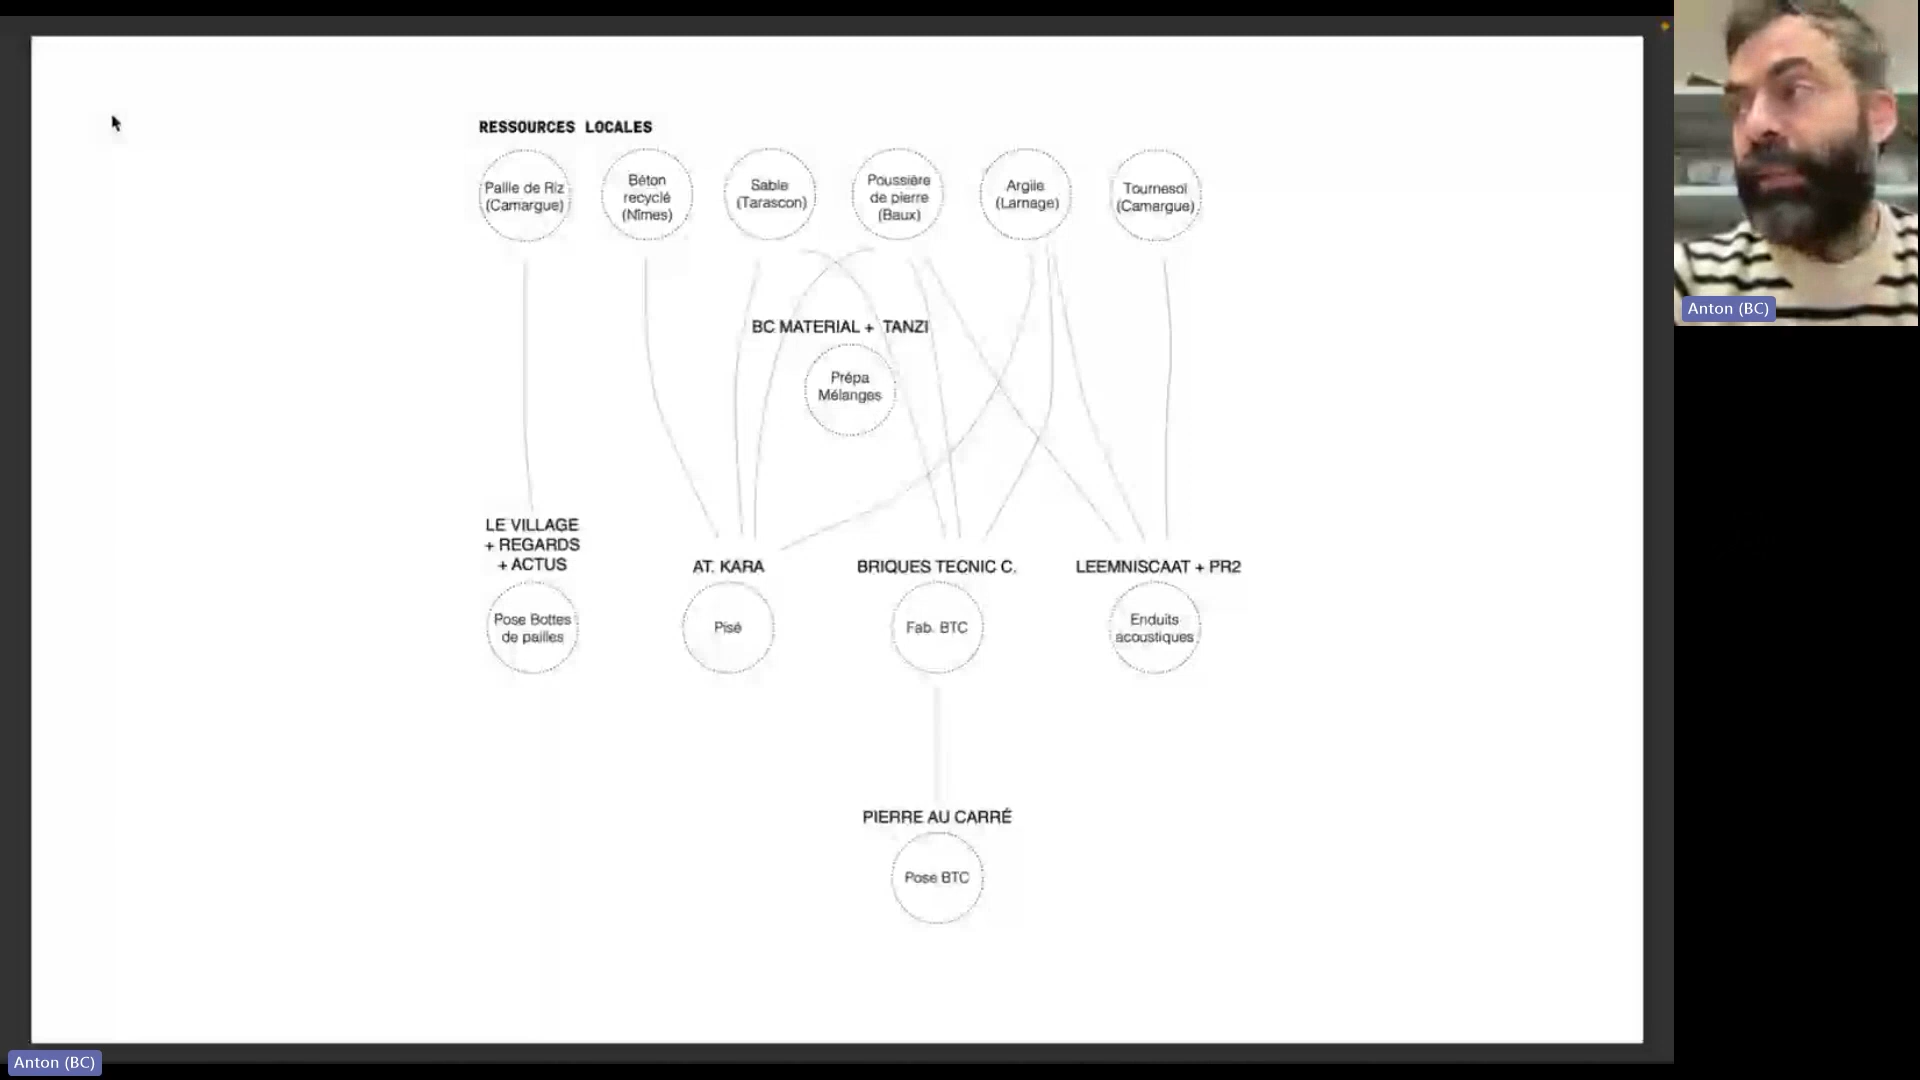 RESSOURCES LOCALES
Paille de Riz
(Camargue)
Béton
recyclé
(Nîmes)
Sable
(Tarascon)
Poussière
de pierre
(Baux)
Argile
(Larnage)
Tournesol
(Camargue)
BC MATERIAL + TANZI
Prépa
Mélanges
LE VILLAGE
+ REGARDS
+ ACTUS
Pose Bottes
de pailles
AT. KARA
Pisé
BRIQUES TECNIC C.
Fab. BTC
LEEMNISCAAT + PR2
Enduits
acoustiques
PIERRE AU CARRÉ
Pose BTC
Anton (BC)
Anton (BC)